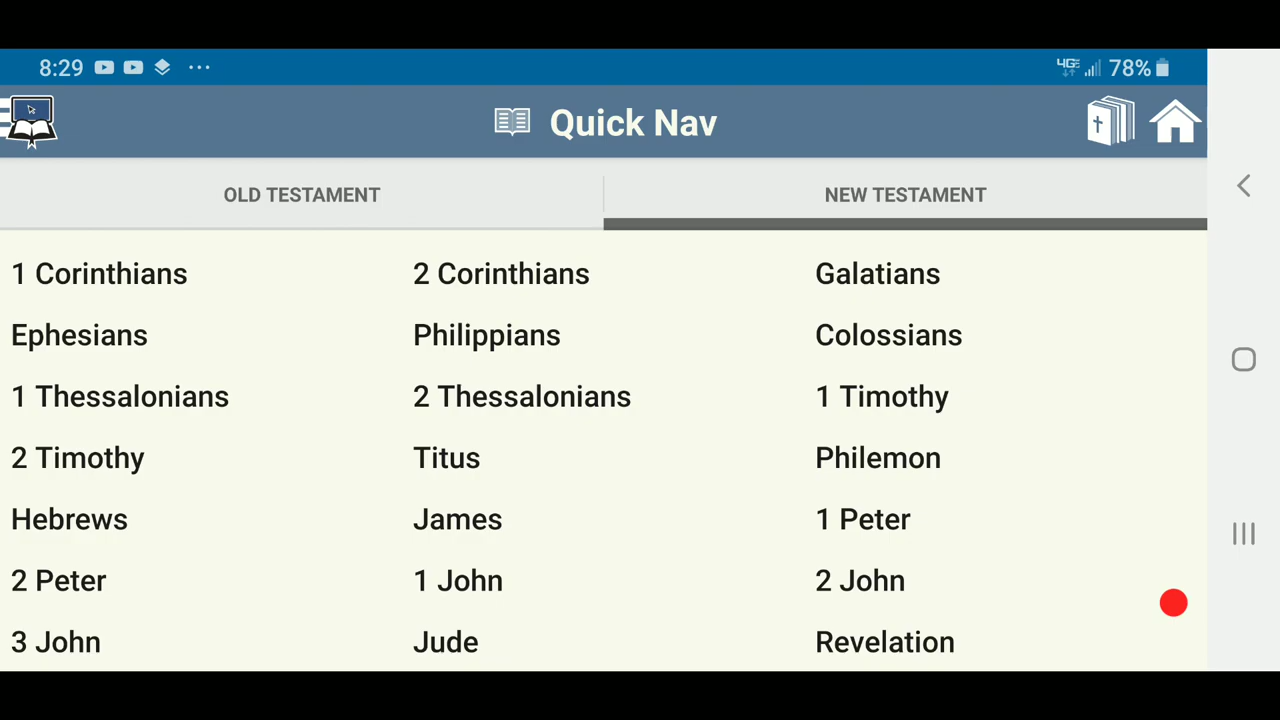 8:29 ... 4GE 78%
Quick Nav
OLD TESTAMENT NEW TESTAMENT
1 Corinthians 2 Corinthians Galatians
Ephesians Philippians Colossians
1 Thessalonians 2 Thessalonians 1 Timothy
2 Timothy Titus Philemon
Hebrews James 1 Peter
2 Peter 1 John 2 John
3 John Jude Revelation